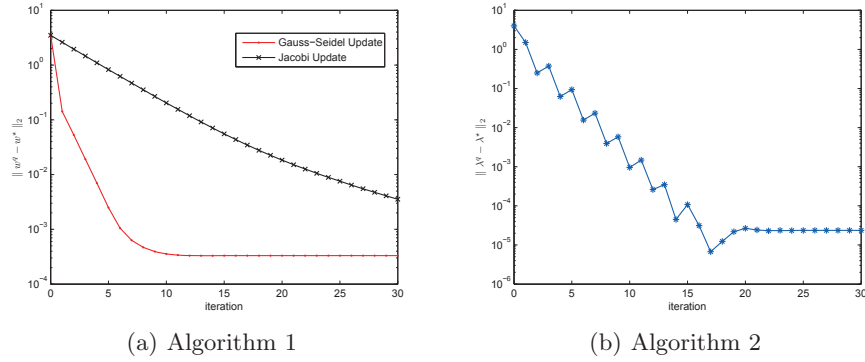 10^1
10^0
10^-1
10^-2
10^-3
10^-4
‖ w^q − w* ‖_2
0 5 10 15 20 25 30
iteration
Gauss−Seidel Update
Jacobi Update
(a) Algorithm 1
10^1
10^0
10^-1
10^-2
10^-3
10^-4
10^-5
10^-6
‖ λ^q − λ* ‖_2
0 5 10 15 20 25 30
iteration
(b) Algorithm 2